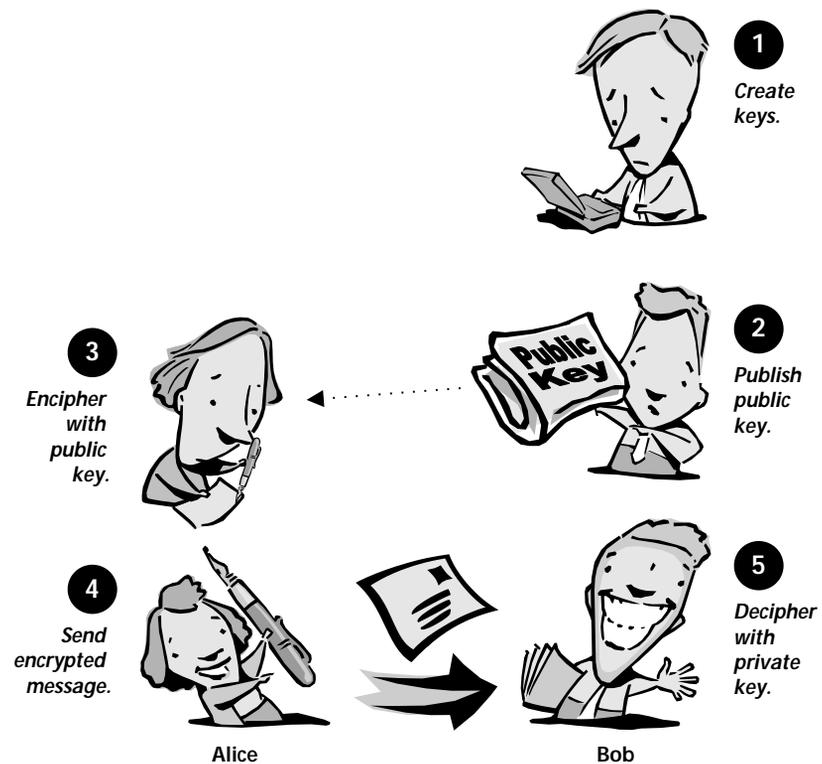 1
Create
keys.
2
Publish
public
key.
Public
Key
3
Encipher
with
public
key.
4
Send
encrypted
message.
5
Decipher
with
private
key.
Alice
Bob